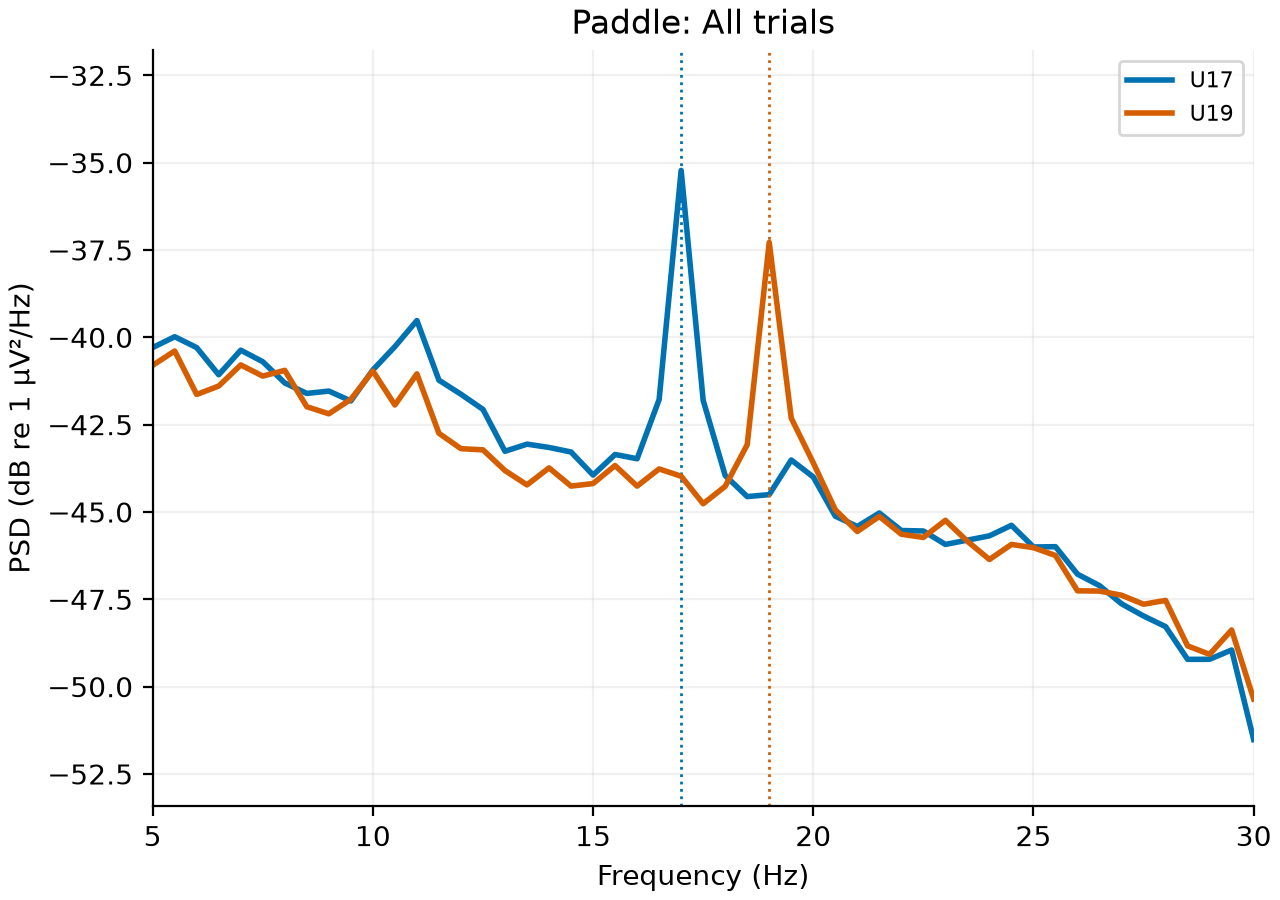 Paddle: All trials
U17
U19
PSD (dB re 1 µV²/Hz)
−32.5
−35.0
−37.5
−40.0
−42.5
−45.0
−47.5
−50.0
−52.5
5 10 15 20 25 30
Frequency (Hz)